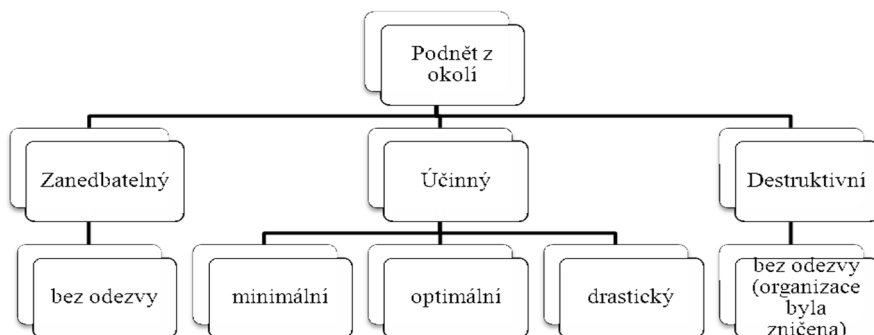 Podnět z
okolí
Zanedbatelný
Účinný
Destruktivní
bez odezvy
minimální
optimální
drastický
bez odezvy
(organizace
byla
zničena)